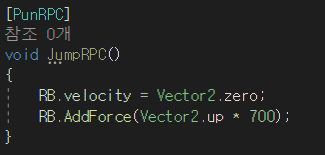 [PunRPC]
참조 0개
void JumpRPC()
{
RB.velocity = Vector2.zero;
RB.AddForce(Vector2.up * 700);
}